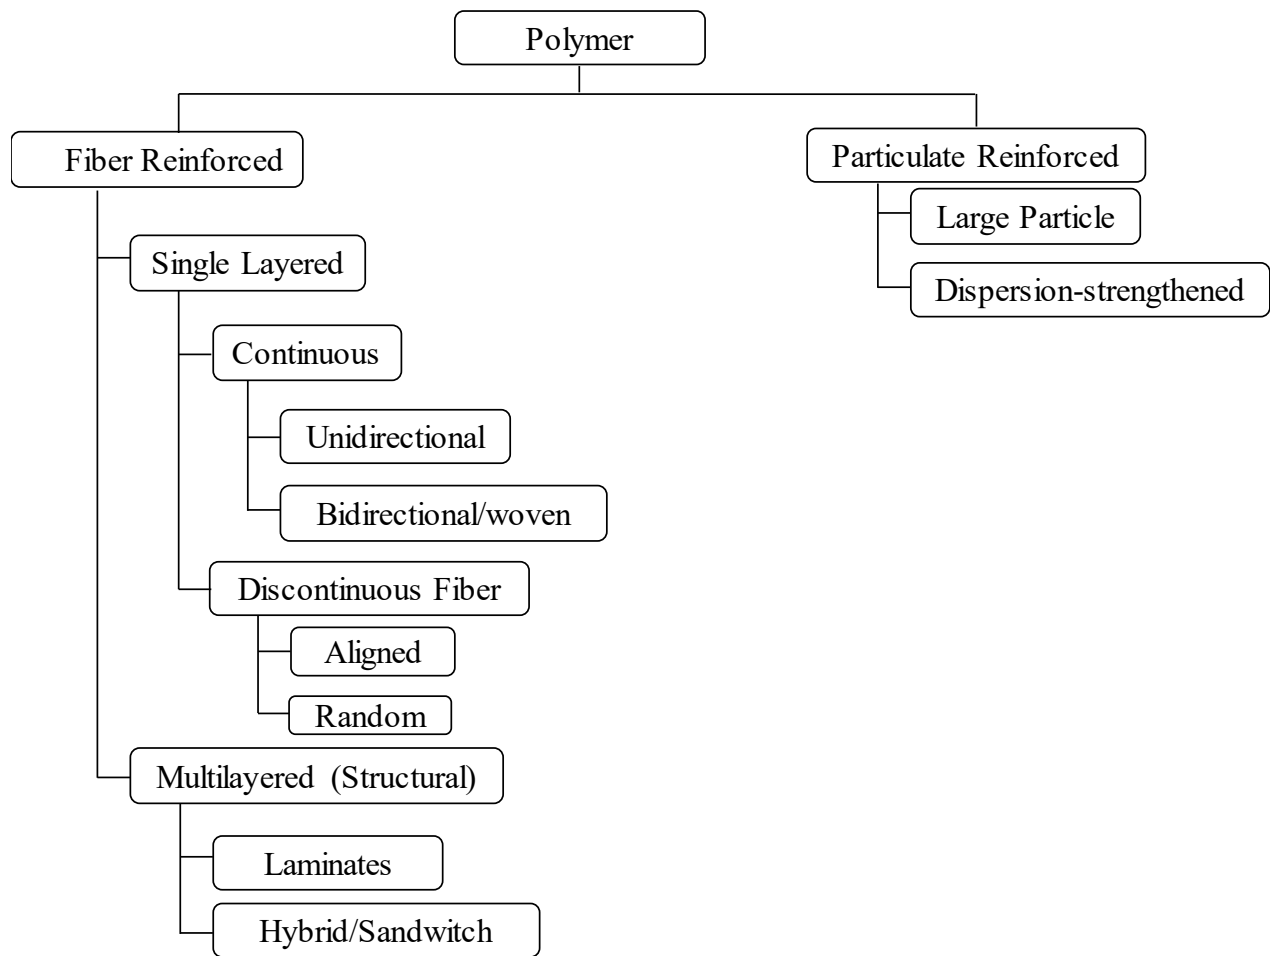 Polymer
Fiber Reinforced
Particulate Reinforced
Large Particle
Dispersion-strengthened
Single Layered
Continuous
Unidirectional
Bidirectional/woven
Discontinuous Fiber
Aligned
Random
Multilayered (Structural)
Laminates
Hybrid/Sandwitch